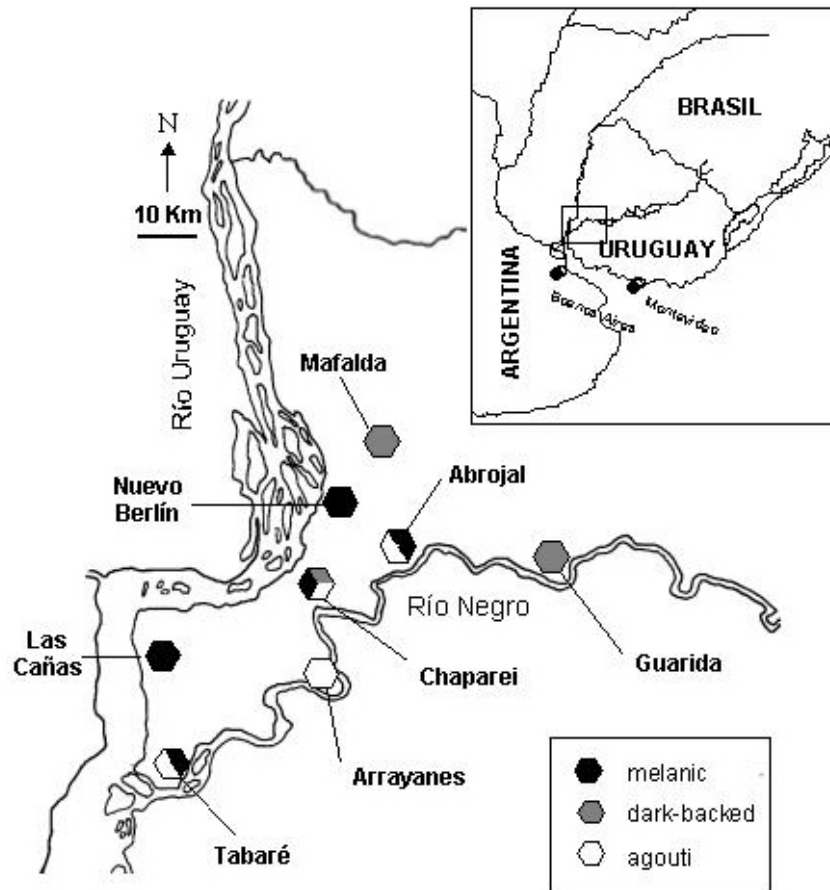 N
10 Km
Río Uruguay
BRASIL
URUGUAY
ARGENTINA
Buenos Aires
Montevideo
Mafalda
Nuevo
Berlín
Abrojal
Río Negro
Las
Cañas
Chaparei
Guarida
Arrayanes
Tabaré
melanic
dark-backed
agouti